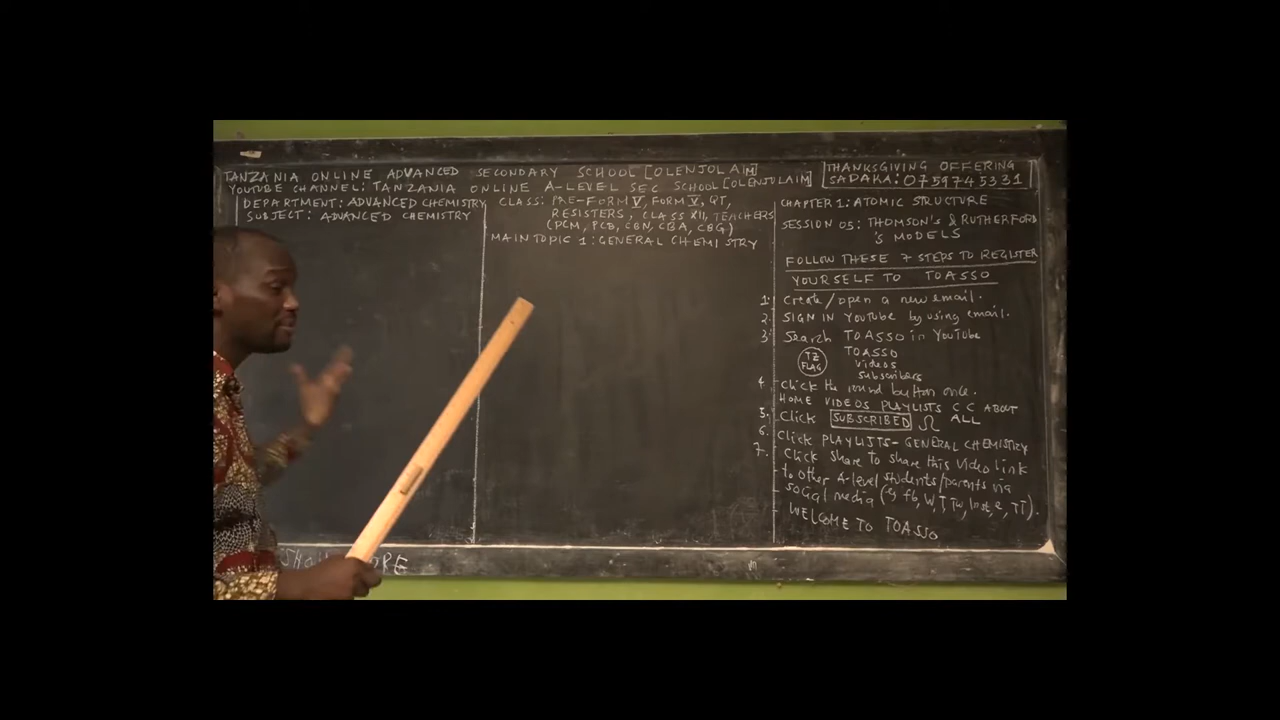 TANZANIA ONLINE ADVANCED SECONDARY SCHOOL [OLENJOLAIM]
YOUTUBE CHANNEL: TANZANIA ONLINE A-LEVEL SEC SCHOOL [OLENJOLAIM]
THANKSGIVING OFFERING
SADAKA: 0759745331
DEPARTMENT: ADVANCED CHEMISTRY
SUBJECT: ADVANCED CHEMISTRY
CLASS: PRE-FORM V, FORM V, QT,
RESISTERS, CLASS XII, TEACHERS
(PCM, PCB, CBN, CBA, CBG)
MAIN TOPIC 1: GENERAL CHEMISTRY
CHAPTER 1: ATOMIC STRUCTURE
SESSION 05: THOMSON'S & RUTHERFORD
'S MODELS
FOLLOW THESE 7 STEPS TO REGISTER
YOURSELF TO TOASSO
1. Create/open a new email.
2. SIGN IN YOUTUBE by using email.
3. Search TOASSO in YouTube
TZ FLAG
TOASSO
videos
subscribers
4. Click the round button once.
HOME VIDEOS PLAYLISTS C C ABOUT
5. Click SUBSCRIBED ALL
6. Click PLAYLISTS - GENERAL CHEMISTRY
7. Click share to share this video link
to other A-level students/parents via
social media (eg fb, W, T, Tw, Inst, e, TT).
WELCOME TO TOASSO